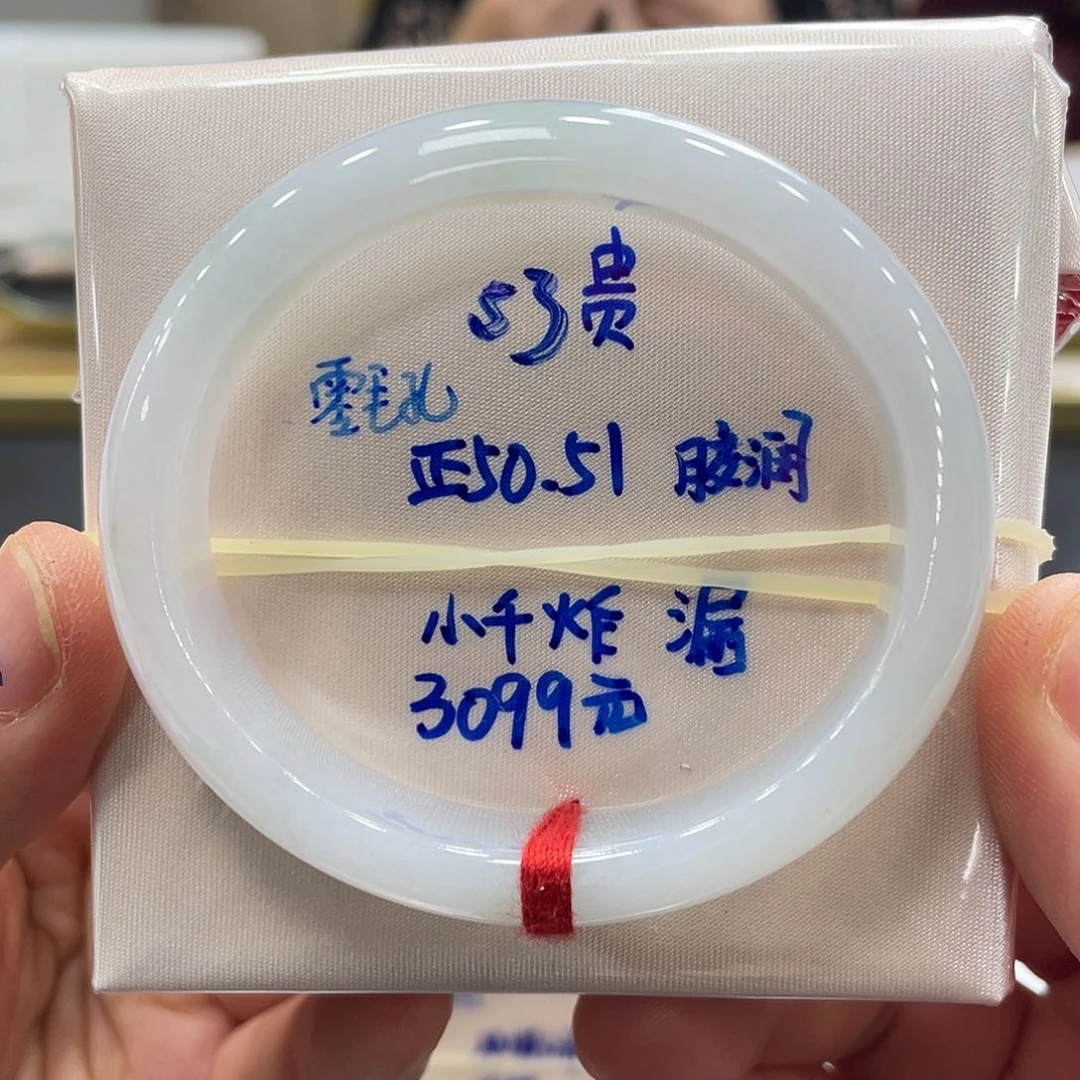 53贵
零毛孔
正50.51 胶润
小千炸 漏
3099元